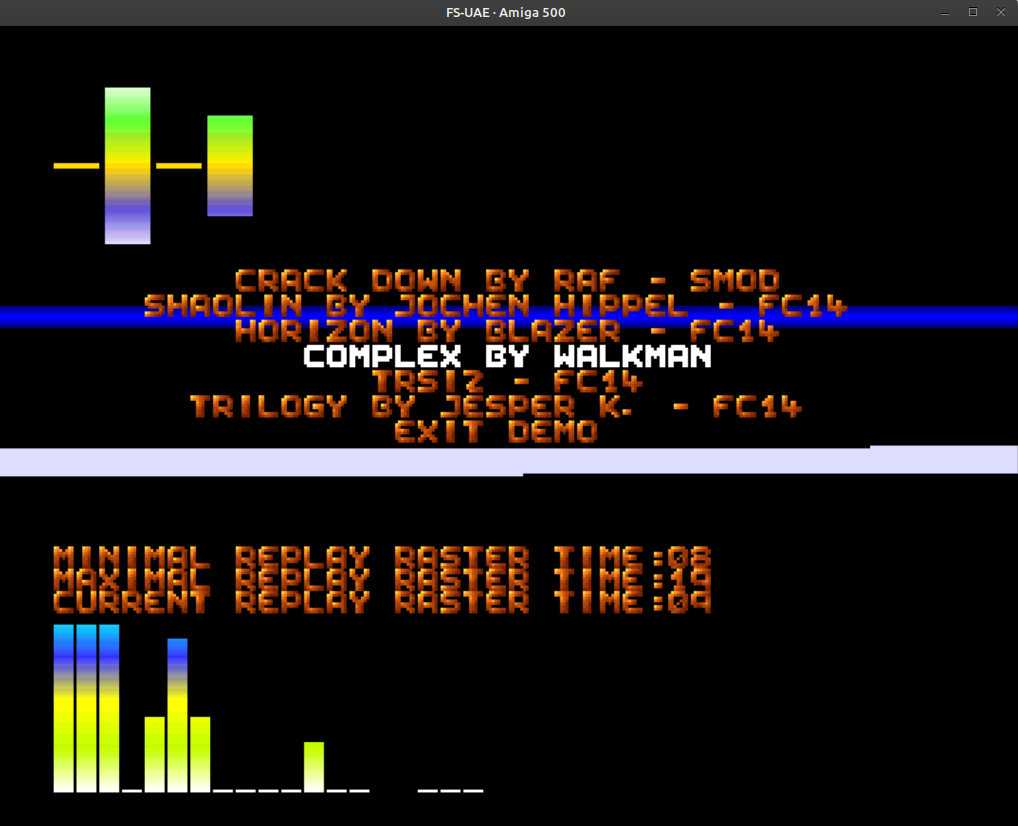 FS-UAE · Amiga 500
CRACK DOWN BY RAF - SMOD
SHAOLIN BY JOCHEN HIPPEL - FC14
HORIZON BY BLAZER - FC14
COMPLEX BY WALKMAN
TRSI2 - FC14
TRILOGY BY JESPER K. - FC14
EXIT DEMO
MINIMAL REPLAY RASTER TIME:08
MAXIMAL REPLAY RASTER TIME:19
CURRENT REPLAY RASTER TIME:09